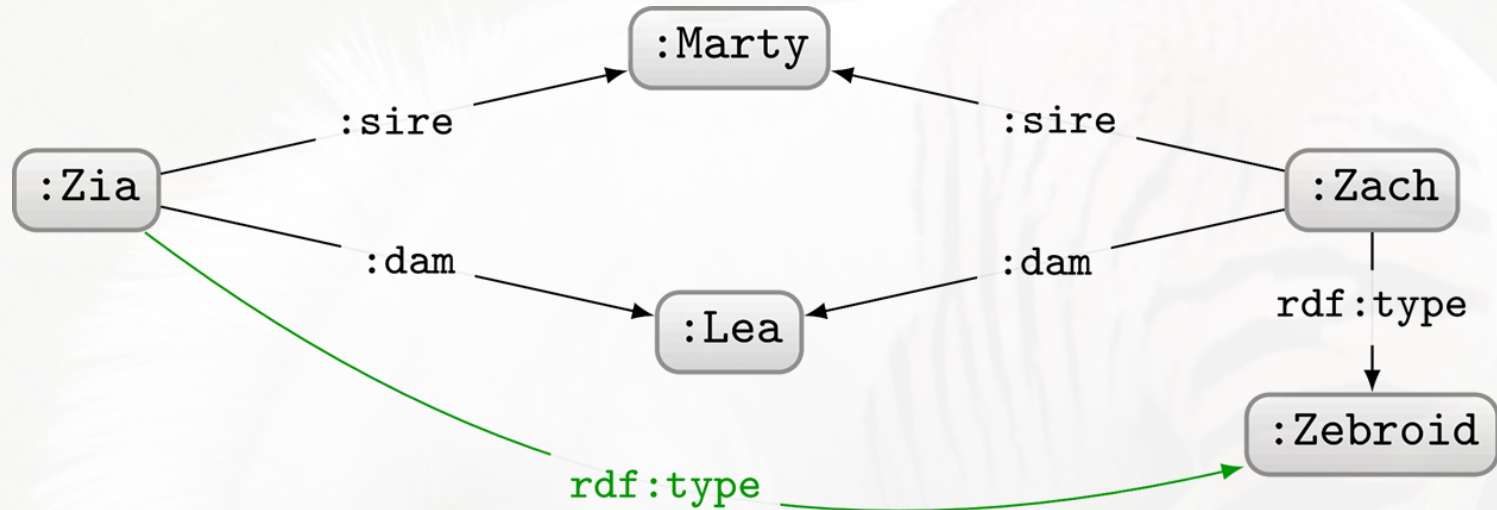 :Marty
:sire
:sire
:Zia
:Zach
:dam
:dam
rdf:type
:Lea
:Zebroid
rdf:type